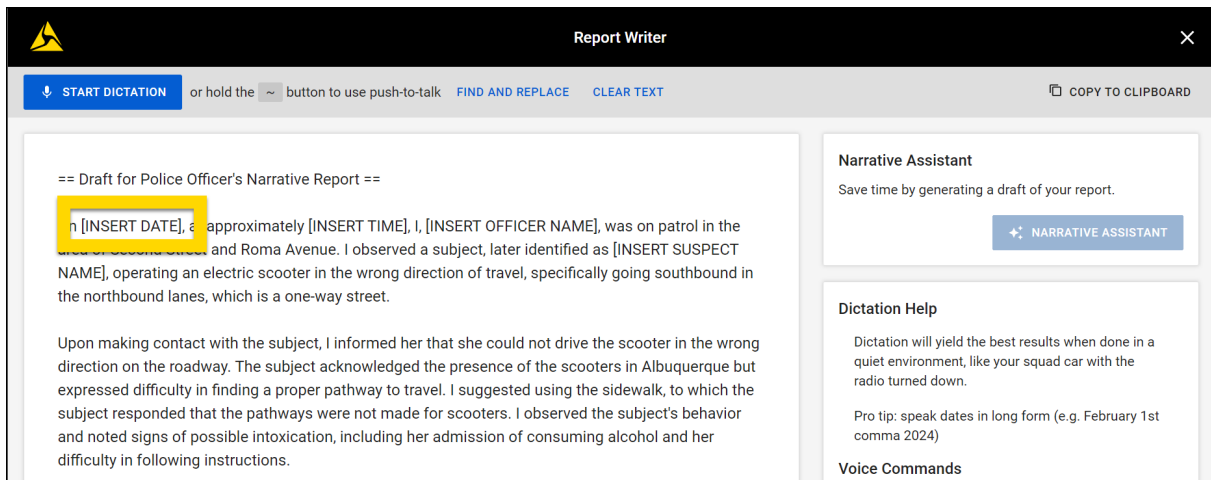 Report Writer
START DICTATION or hold the ~ button to use push-to-talk FIND AND REPLACE CLEAR TEXT COPY TO CLIPBOARD
== Draft for Police Officer's Narrative Report ==
n [INSERT DATE], a approximately [INSERT TIME], I, [INSERT OFFICER NAME], was on patrol in the
area of Second Street and Roma Avenue. I observed a subject, later identified as [INSERT SUSPECT
NAME], operating an electric scooter in the wrong direction of travel, specifically going southbound in
the northbound lanes, which is a one-way street.
Upon making contact with the subject, I informed her that she could not drive the scooter in the wrong
direction on the roadway. The subject acknowledged the presence of the scooters in Albuquerque but
expressed difficulty in finding a proper pathway to travel. I suggested using the sidewalk, to which the
subject responded that the pathways were not made for scooters. I observed the subject's behavior
and noted signs of possible intoxication, including her admission of consuming alcohol and her
difficulty in following instructions.
Narrative Assistant
Save time by generating a draft of your report.
NARRATIVE ASSISTANT
Dictation Help
Dictation will yield the best results when done in a
quiet environment, like your squad car with the
radio turned down.
Pro tip: speak dates in long form (e.g. February 1st
comma 2024)
Voice Commands